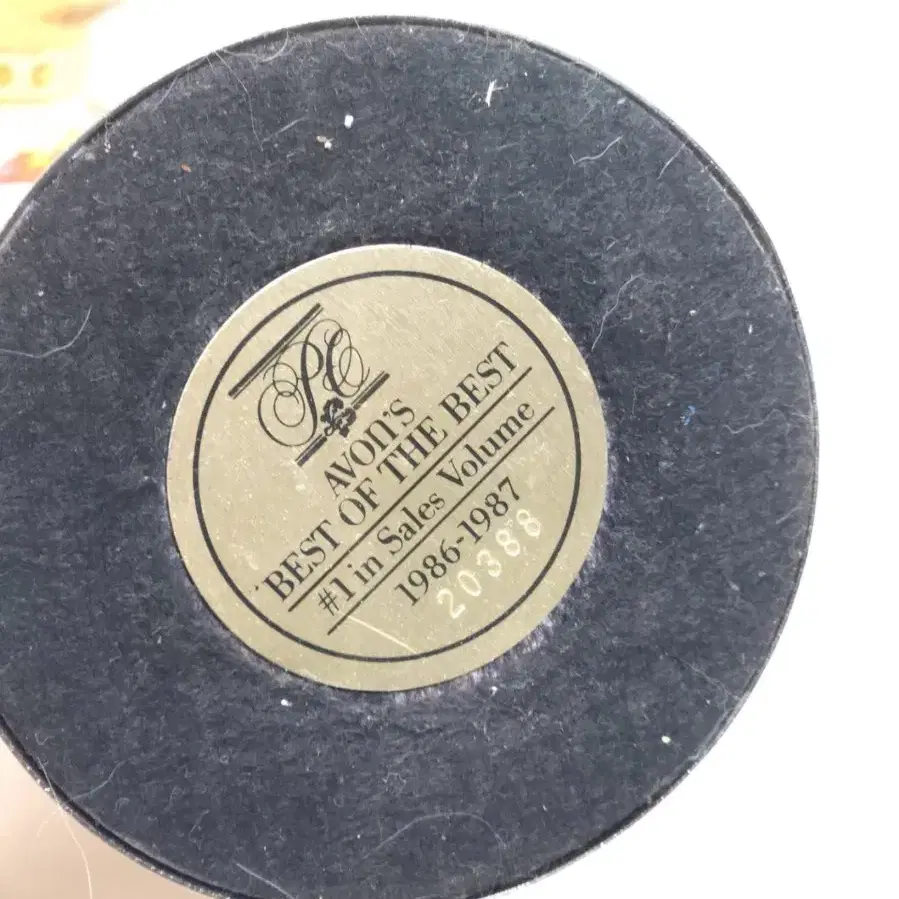 PC
AVON'S
BEST OF THE BEST
#1 in Sales Volume
1986-1987
20388